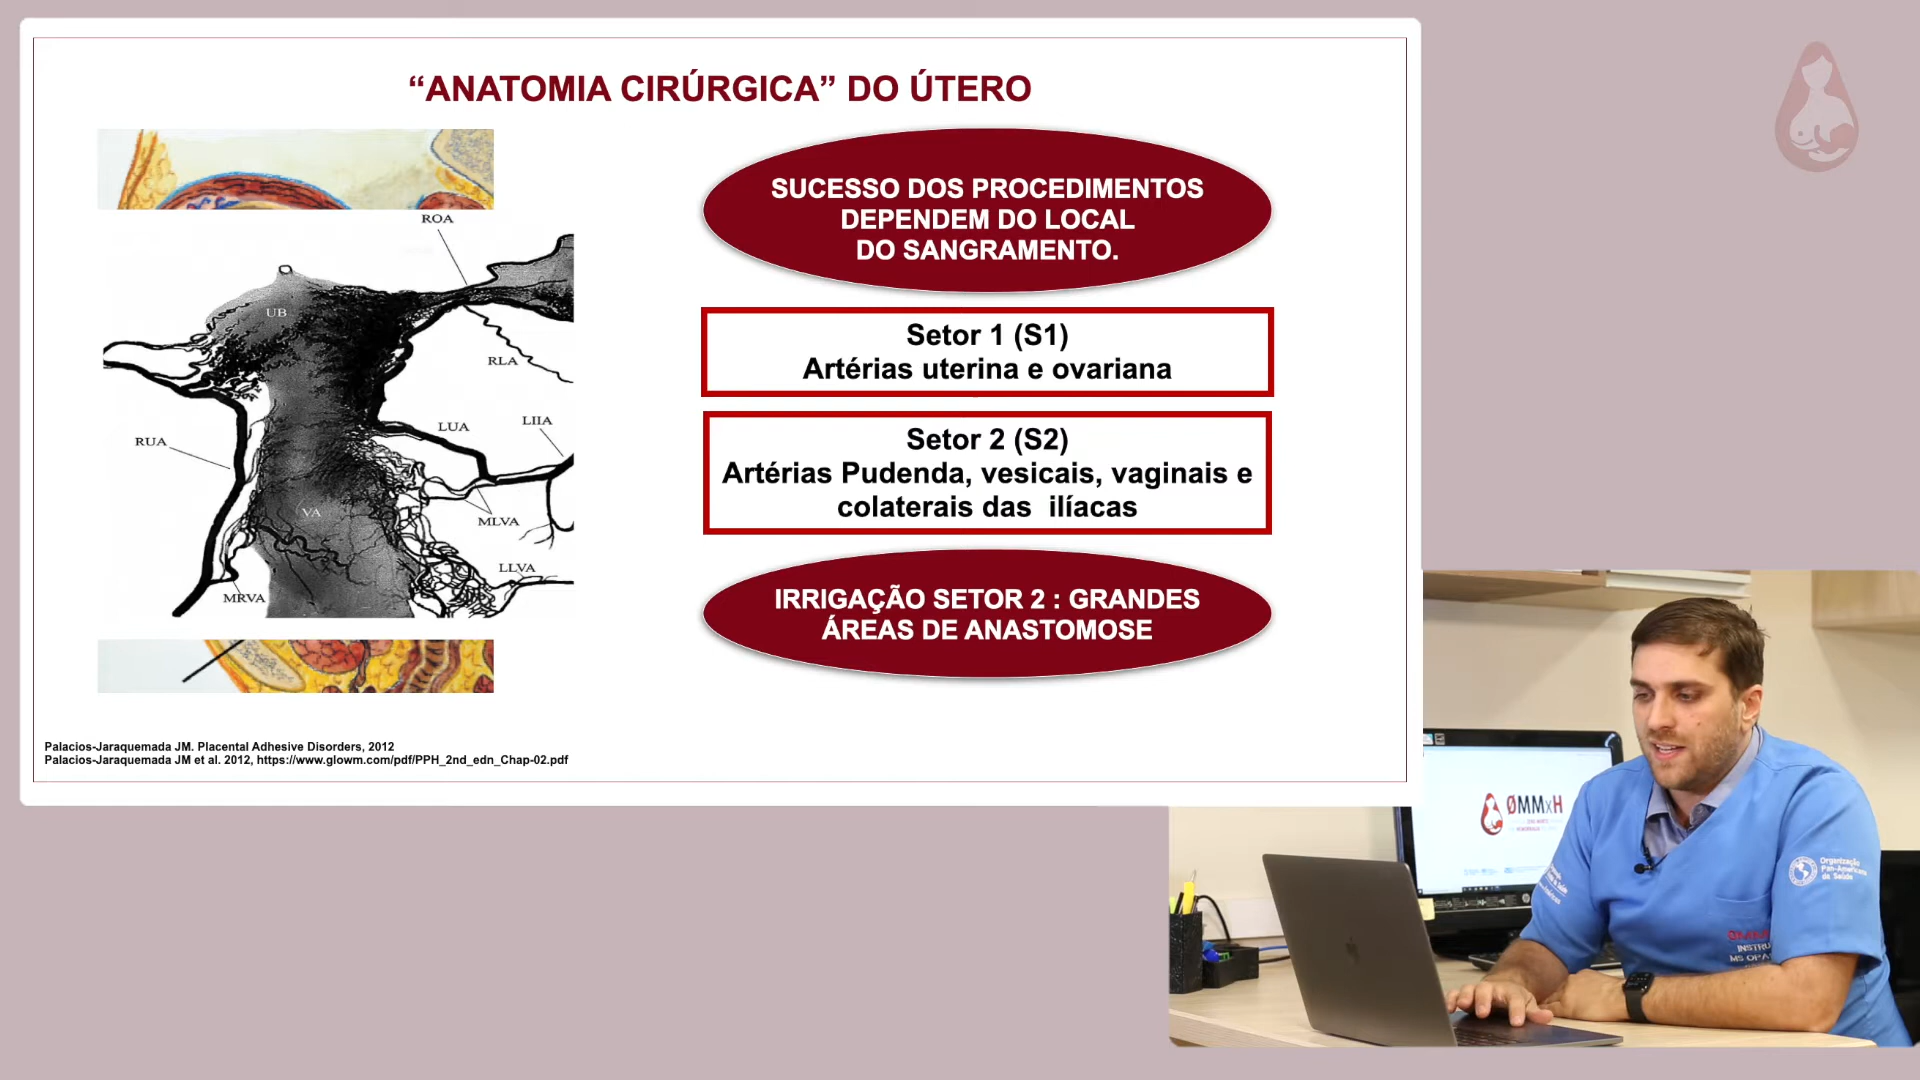 “ANATOMIA CIRÚRGICA” DO ÚTERO
ROA
UB
RLA
RUA
LUA
LIIA
VA
MLVA
LLVA
MRVA
SUCESSO DOS PROCEDIMENTOS
DEPENDEM DO LOCAL
DO SANGRAMENTO.
Setor 1 (S1)
Artérias uterina e ovariana
Setor 2 (S2)
Artérias Pudenda, vesicais, vaginais e
colaterais das  ilíacas
IRRIGAÇÃO SETOR 2 : GRANDES
ÁREAS DE ANASTOMOSE
Palacios-Jaraquemada JM. Placental Adhesive Disorders, 2012
Palacios-Jaraquemada JM et al. 2012, https://www.glowm.com/pdf/PPH_2nd_edn_Chap-02.pdf
ØMMxH
Organização
Pan-Americana
da Saúde
INSTRU
MS OPA